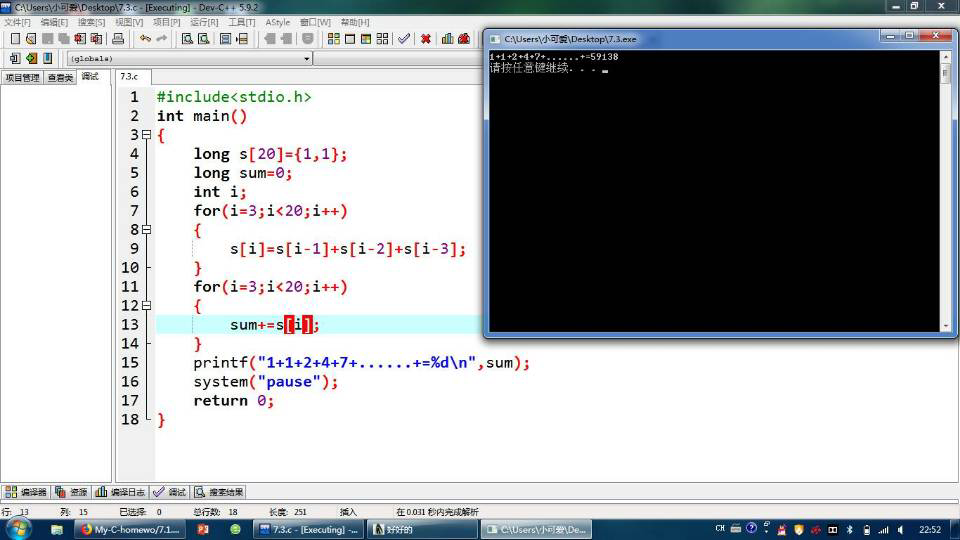 C:\Users\小可爱\Desktop\7.3.c - [Executing] - Dev-C++ 5.9.2
文件[F] 编辑[E] 搜索[S] 视图[V] 项目[P] 运行[R] 工具[T] AStyle 窗口[W] 帮助[H]
(globals)
项目管理 查看类 调试
7.3.c
1 #include<stdio.h>
2 int main()
3 {
4 long s[20]={1,1};
5 long sum=0;
6 int i;
7 for(i=3;i<20;i++)
8 {
9 s[i]=s[i-1]+s[i-2]+s[i-3];
10 }
11 for(i=3;i<20;i++)
12 {
13 sum+=s[i];
14 }
15 printf("1+1+2+4+7+......+=%d\n",sum);
16 system("pause");
17 return 0;
18 }
C:\Users\小可爱\Desktop\7.3.exe
1+1+2+4+7+......+=59138
请按任意键继续. . .
编译器 资源 编译日志 调试 搜索结果
行: 13 列: 15 已选择: 0 总行数: 18 长度: 251 插入 在 0.031 秒内完成解析
My-C-homewo/7.1... 7.3.c - [Executing] -... 好好的 C:\Users\小可爱\De... CH 22:52